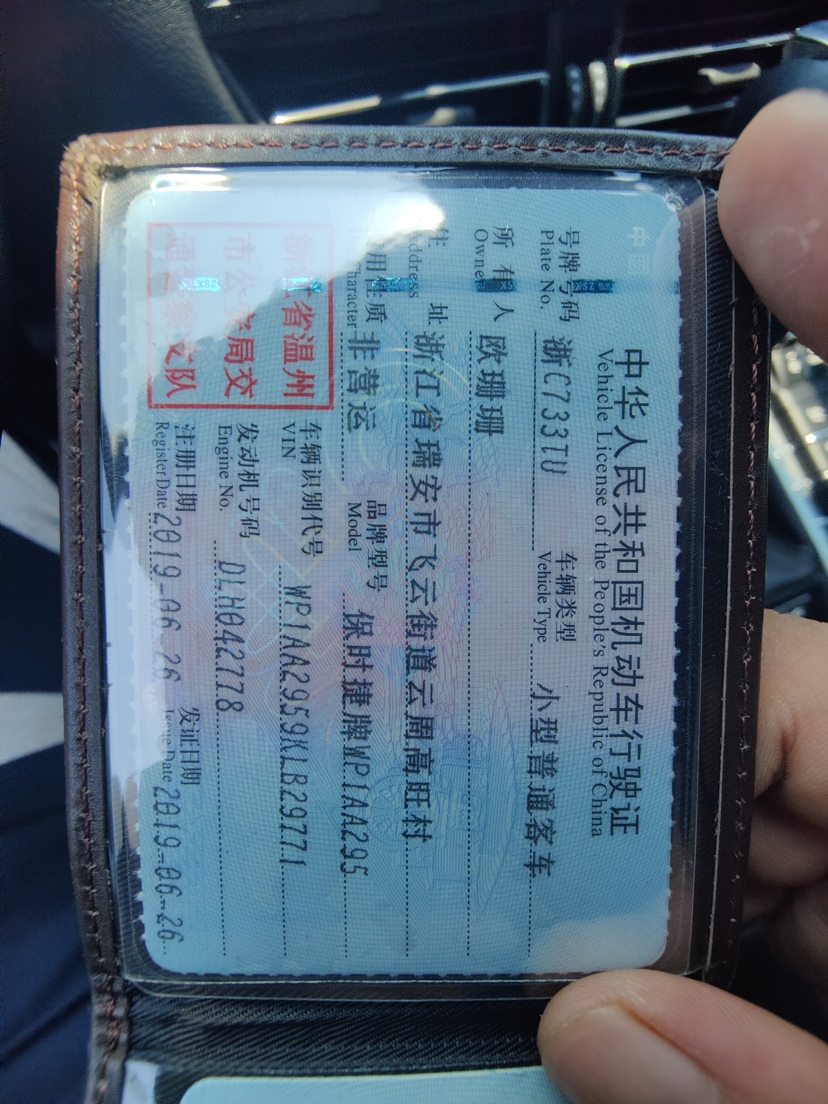 中华人民共和国机动车行驶证
Vehicle License of the People's Republic of China
号牌号码 浙C733TU 车辆类型 小型普通客车
Plate No. Vehicle Type
所有人 欧珊珊
Owner
住址 浙江省瑞安市飞云街道云周高旺村
Address
用性质 非营运 品牌型号 保时捷牌WP1AA295
Character Model
省温州
市公安局交
支队
车辆识别代号 WP1AA2959KLB29771
VIN
发动机号码 DLH042778
Engine No.
注册日期 2019-06-26 发证日期 2019-06-26
Register Date Issue Date